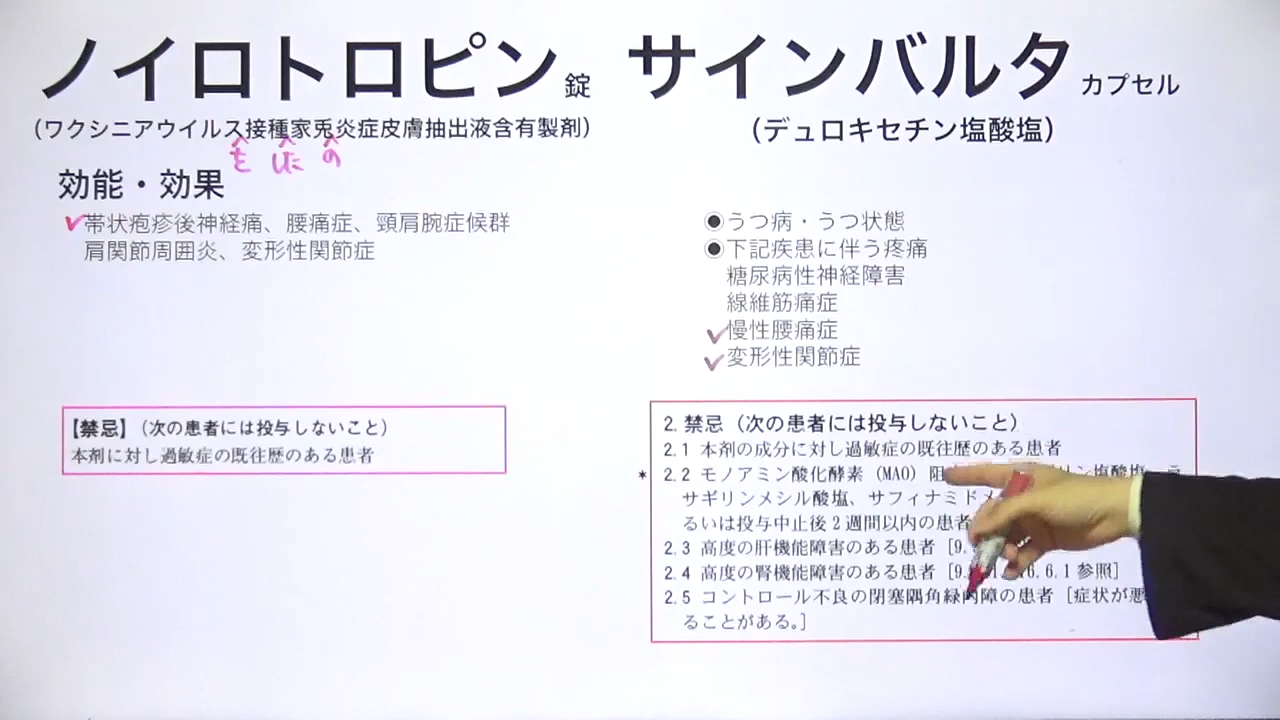 ノイロトロピン錠
(ワクシニアウイルス接種家兎炎症皮膚抽出液含有製剤)
を した の
効能・効果
帯状疱疹後神経痛、腰痛症、頸肩腕症候群
肩関節周囲炎、変形性関節症
【禁忌】(次の患者には投与しないこと)
本剤に対し過敏症の既往歴のある患者
サインバルタカプセル
(デュロキセチン塩酸塩)
●うつ病・うつ状態
●下記疾患に伴う疼痛
糖尿病性神経障害
線維筋痛症
慢性腰痛症
変形性関節症
2. 禁忌(次の患者には投与しないこと)
2.1 本剤の成分に対し過敏症の既往歴のある患者
* 2.2 モノアミン酸化酵素(MAO)阻 リン塩酸塩、ラ
サギリンメシル酸塩、サフィナミドメ
るいは投与中止後2週間以内の患者
2.3 高度の肝機能障害のある患者[9.
2.4 高度の腎機能障害のある患者[9. 16.6.1参照]
2.5 コントロール不良の閉塞隅角緑内障の患者[症状が悪
ることがある。]